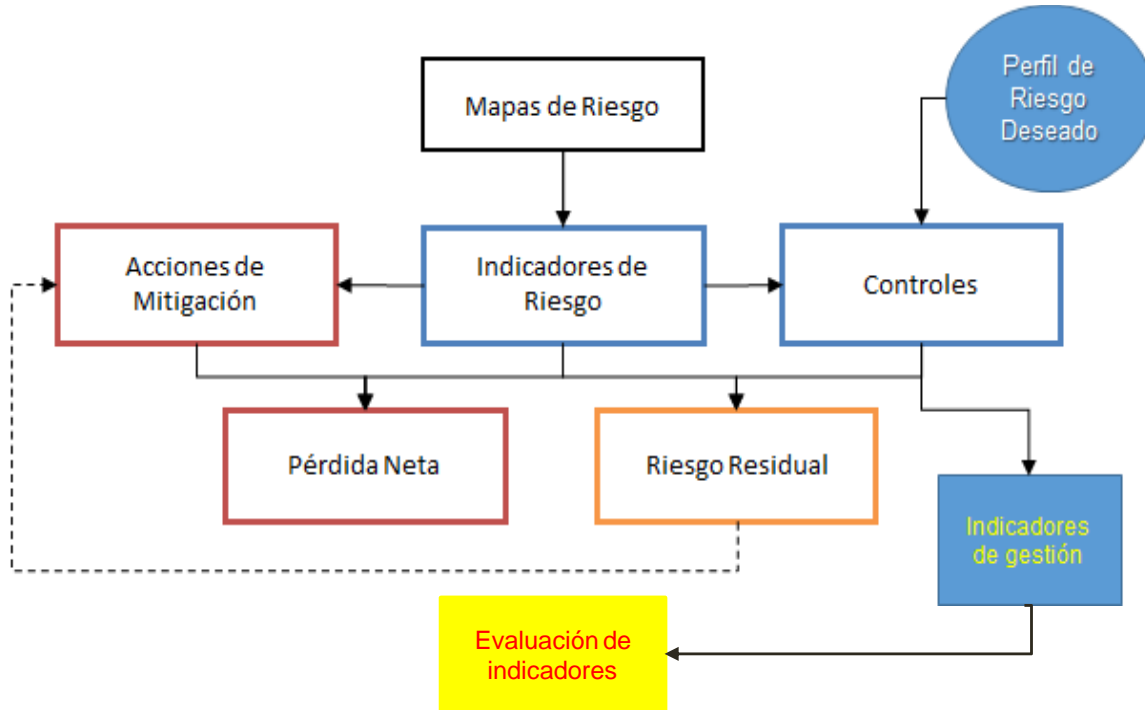 Mapas de Riesgo
Perfil de
Riesgo
Deseado
Acciones de
Mitigación
Indicadores de
Riesgo
Controles
Pérdida Neta
Riesgo Residual
Indicadores
de gestión
Evaluación de
indicadores